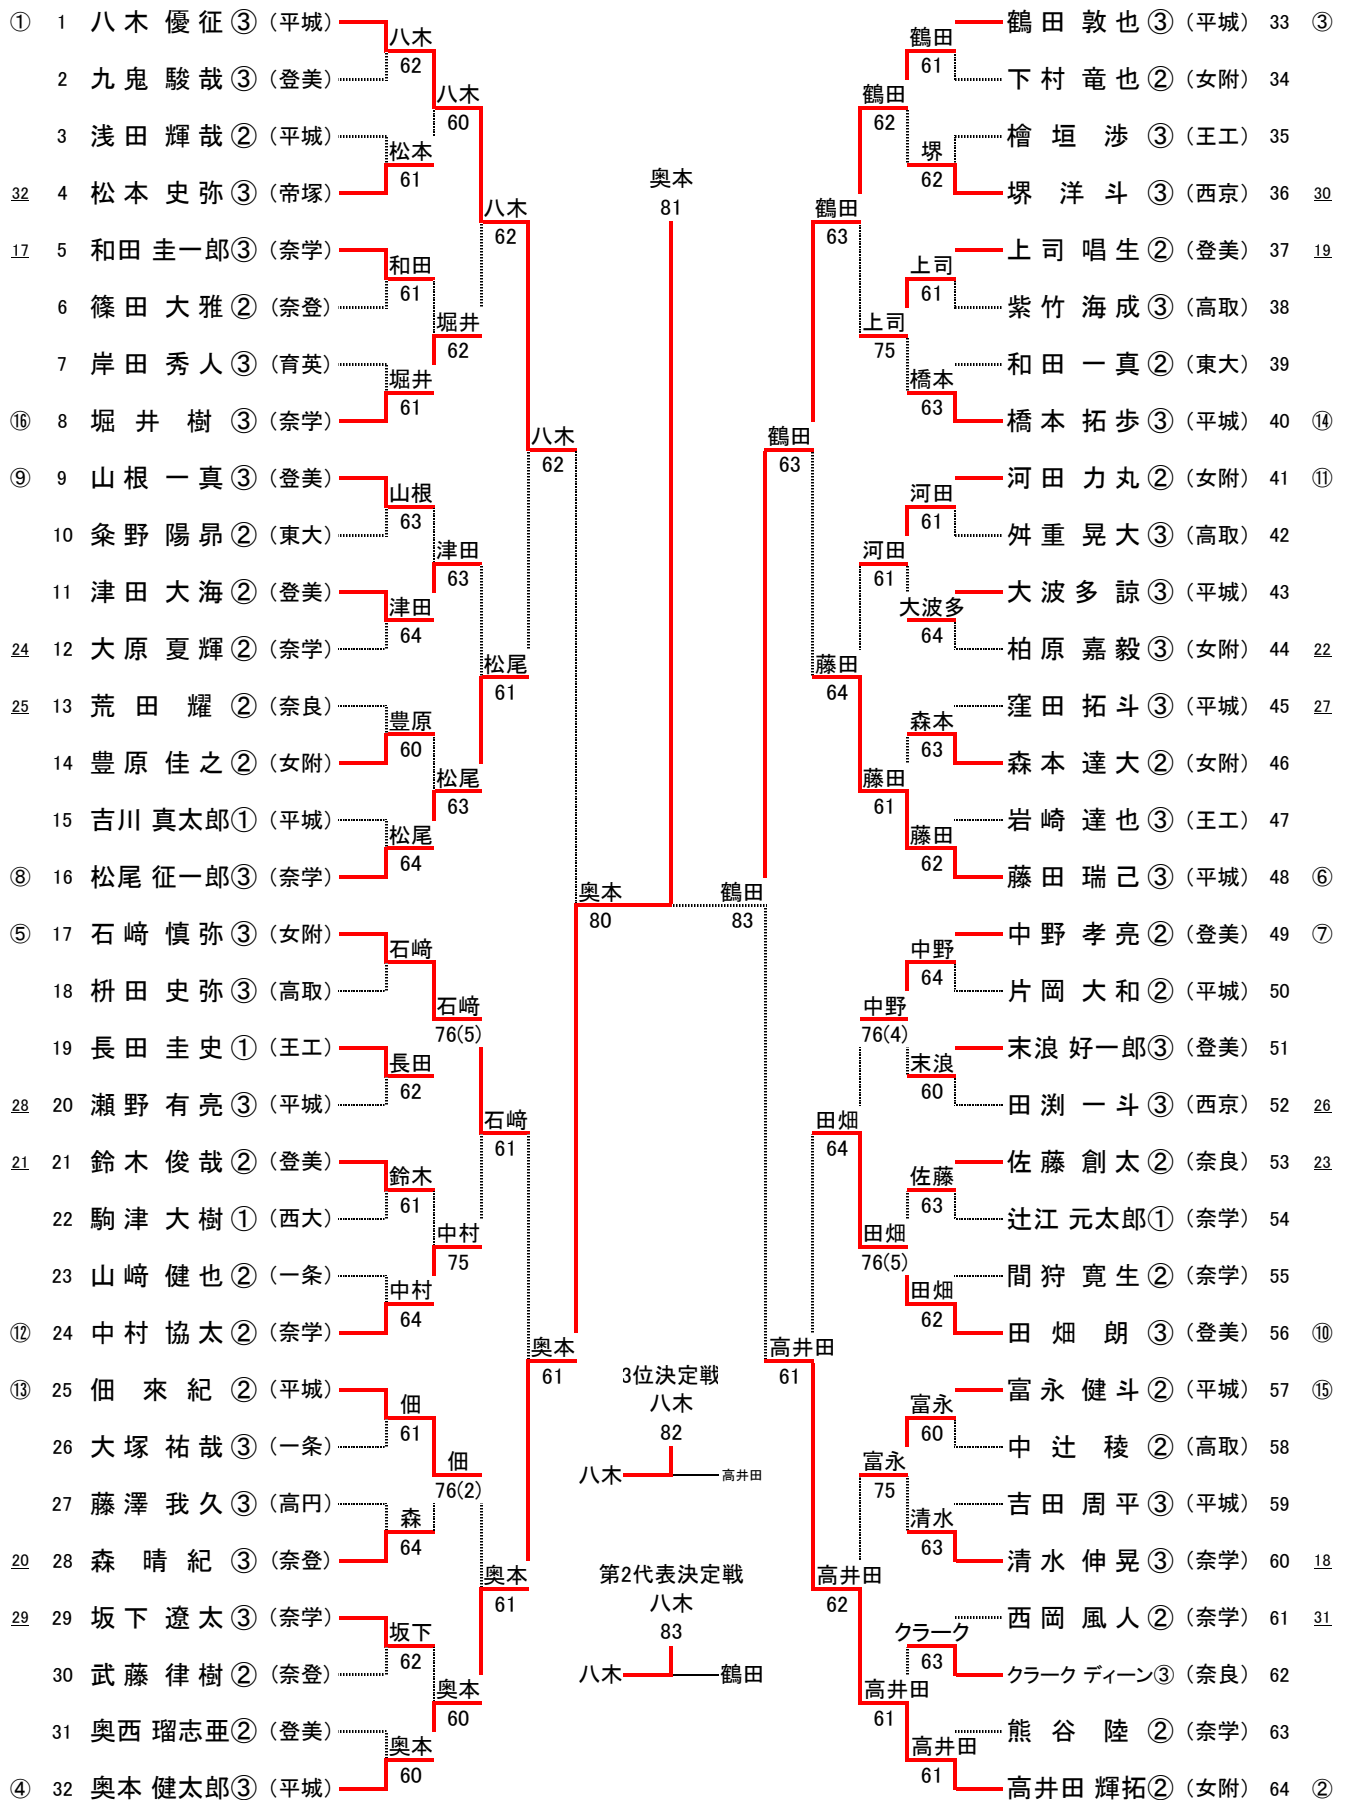 ① 1 八木 優征③（平城）
2 九鬼 駿哉③（登美）
3 浅田 輝哉②（平城）
32 4 松本 史弥③（帝塚）
17 5 和田 圭一郎③（奈学）
6 篠田 大雅②（奈登）
7 岸田 秀人③（育英）
⑯ 8 堀井 樹③（奈学）
⑨ 9 山根 一真③（登美）
10 粂野 陽昴②（東大）
11 津田 大海②（登美）
24 12 大原 夏輝②（奈学）
25 13 荒田 耀②（奈良）
14 豊原 佳之②（女附）
15 吉川 真太郎①（平城）
⑧ 16 松尾 征一郎③（奈学）
⑤ 17 石﨑 慎弥③（女附）
18 枡田 史弥③（高取）
19 長田 圭史①（王工）
28 20 瀬野 有亮③（平城）
21 21 鈴木 俊哉②（登美）
22 駒津 大樹①（西大）
23 山﨑 健也②（一条）
⑫ 24 中村 協太②（奈学）
⑬ 25 佃 來紀②（平城）
26 大塚 祐哉③（一条）
27 藤澤 我久③（高円）
20 28 森 晴紀③（奈登）
29 29 坂下 遼太③（奈学）
30 武藤 律樹②（奈登）
31 奥西 瑠志亜②（登美）
④ 32 奥本 健太郎③（平城）
八木
62
松本
61
和田
61
堀井
61
山根
63
津田
64
豊原
60
松尾
64
石﨑
長田
62
鈴木
61
中村
64
佃
61
森
64
坂下
62
奥本
60
八木
60
堀井
62
津田
63
松尾
63
石﨑
76(5)
中村
75
佃
76(2)
奥本
60
八木
62
松尾
61
石﨑
61
奥本
61
八木
62
奥本
61
奥本
80
奥本
81
鶴田
83
3位決定戦
八木
82
八木 高井田
第2代表決定戦
八木
83
八木 鶴田
鶴田
63
高井田
61
鶴田
63
藤田
64
田畑
64
高井田
62
鶴田
62
上司
75
河田
61
藤田
61
中野
76(4)
田畑
76(5)
富永
75
高井田
61
鶴田
61
堺
62
上司
61
橋本
63
河田
61
大波多
64
森本
63
藤田
62
中野
64
末浪
60
佐藤
63
田畑
62
富永
60
清水
63
クラーク
63
高井田
61
鶴田 敦也③（平城） 33 ③
下村 竜也②（女附） 34
檜垣 渉③（王工） 35
堺 洋斗③（西京） 36 30
上司 唱生②（登美） 37 19
紫竹 海成③（高取） 38
和田 一真②（東大） 39
橋本 拓歩③（平城） 40 ⑭
河田 力丸②（女附） 41 ⑪
舛重 晃大③（高取） 42
大波多 諒③（平城） 43
柏原 嘉毅③（女附） 44 22
窪田 拓斗③（平城） 45 27
森本 達大②（女附） 46
岩崎 達也③（王工） 47
藤田 瑞己③（平城） 48 ⑥
中野 孝亮②（登美） 49 ⑦
片岡 大和②（平城） 50
末浪 好一郎③（登美） 51
田渕 一斗③（西京） 52 26
佐藤 創太②（奈良） 53 23
辻江 元太郎①（奈学） 54
間狩 寛生②（奈学） 55
田畑 朗③（登美） 56 ⑩
富永 健斗②（平城） 57 ⑮
中辻 稜②（高取） 58
吉田 周平③（平城） 59
清水 伸晃③（奈学） 60 18
西岡 風人②（奈学） 61 31
クラーク ディーン③（奈良） 62
熊谷 陸②（奈学） 63
高井田 輝拓②（女附） 64 ②